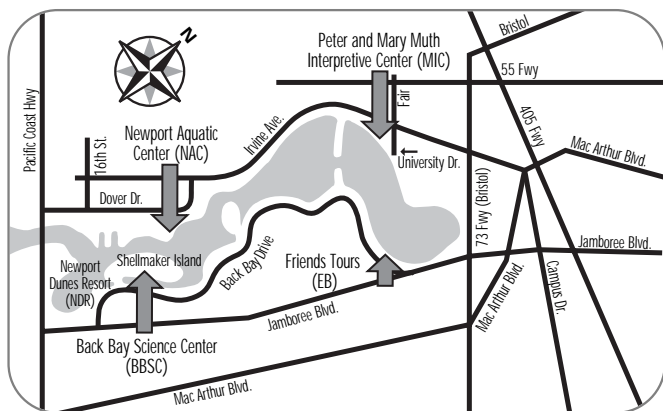 N
Peter and Mary Muth
Interpretive Center (MIC)
Bristol
55 Fwy
Fair
405 Fwy
Pacific Coast Hwy
16th St.
Newport Aquatic
Center (NAC)
Irvine Ave.
University Dr.
Mac Arthur Blvd.
Dover Dr.
73 Fwy (Bristol)
Newport
Dunes Resort
(NDR)
Shellmaker Island
Back Bay Drive
Friends Tours
(EB)
Jamboree Blvd.
Mac Arthur Blvd.
Campus Dr.
Jamboree Blvd.
Back Bay Science Center
(BBSC)
Mac Arthur Blvd.